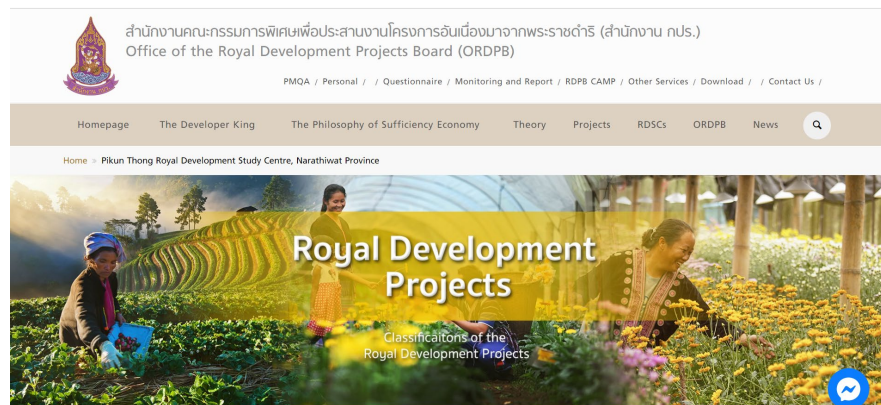 สำนักงานคณะกรรมการพิเศษเพื่อประสานงานโครงการอันเนื่องมาจากพระราชดำริ (สำนักงาน กปร.)
Office of the Royal Development Projects Board (ORDPB)
PMQA / Personal / / Questionnaire / Monitoring and Report / RDPB CAMP / Other Services / Download / / Contact Us /
Homepage The Developer King The Philosophy of Sufficiency Economy Theory Projects RDSCs ORDPB News
Home » Pikun Thong Royal Development Study Centre, Narathiwat Province
Royal Development
Projects
Classificaitons of the
Royal Development Projects